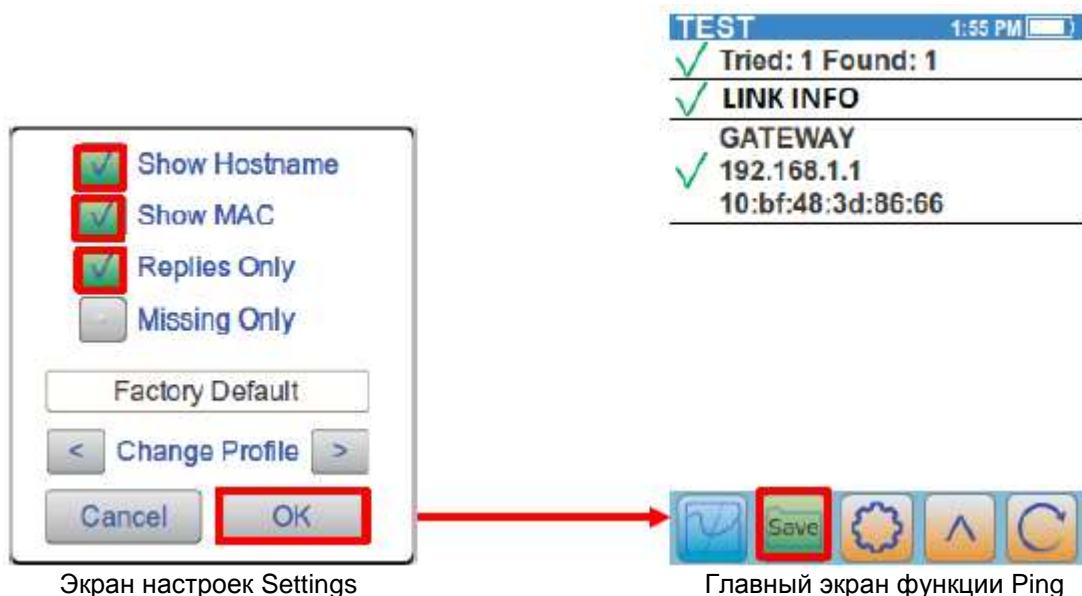 TEST 1:55 PM
Tried: 1 Found: 1
LINK INFO
GATEWAY
192.168.1.1
10:bf:48:3d:86:66
Show Hostname
Show MAC
Replies Only
Missing Only
Factory Default
< Change Profile >
Cancel OK
Save
Экран настроек Settings
Главный экран функции Ping